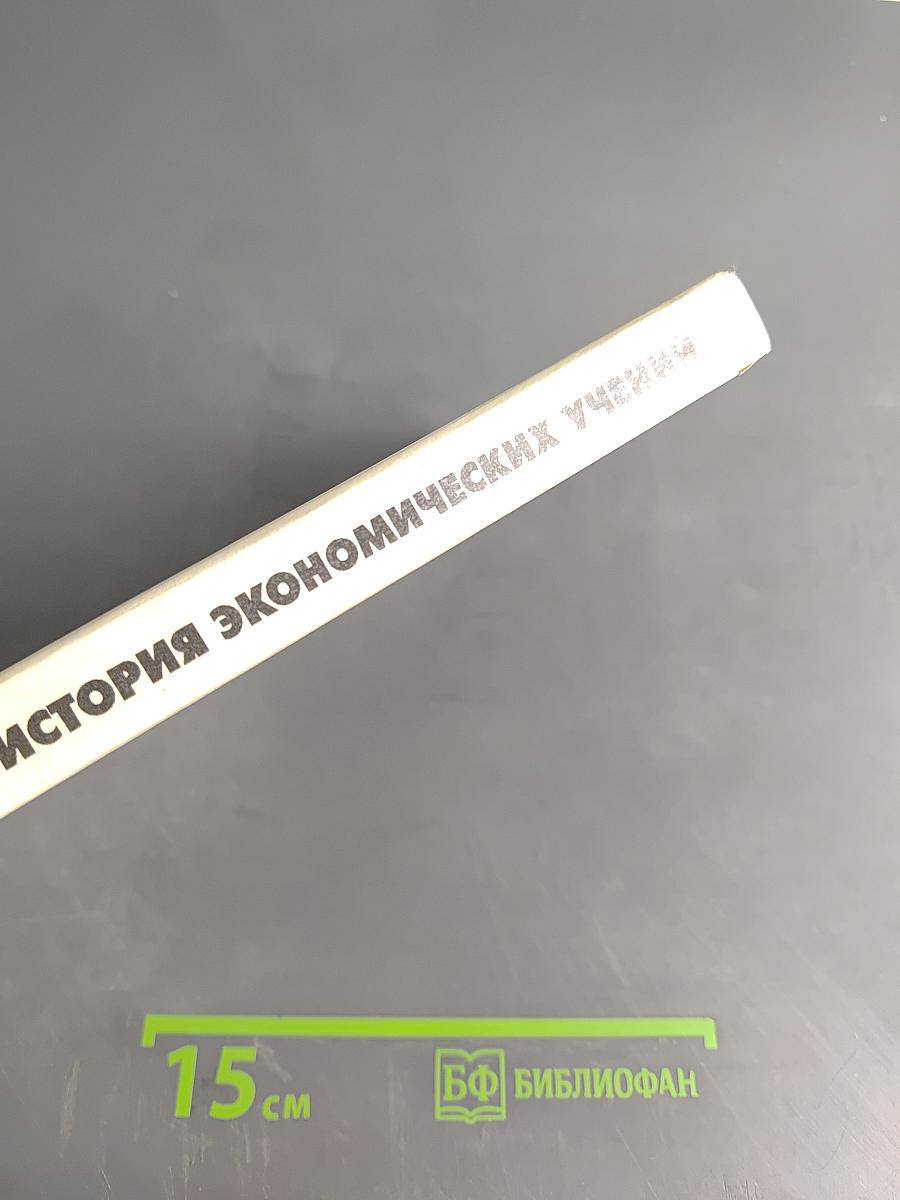 ИСТОРИЯ ЭКОНОМИЧЕСКИХ УЧЕНИЙ
15 см
БФ БИБЛИОФАН